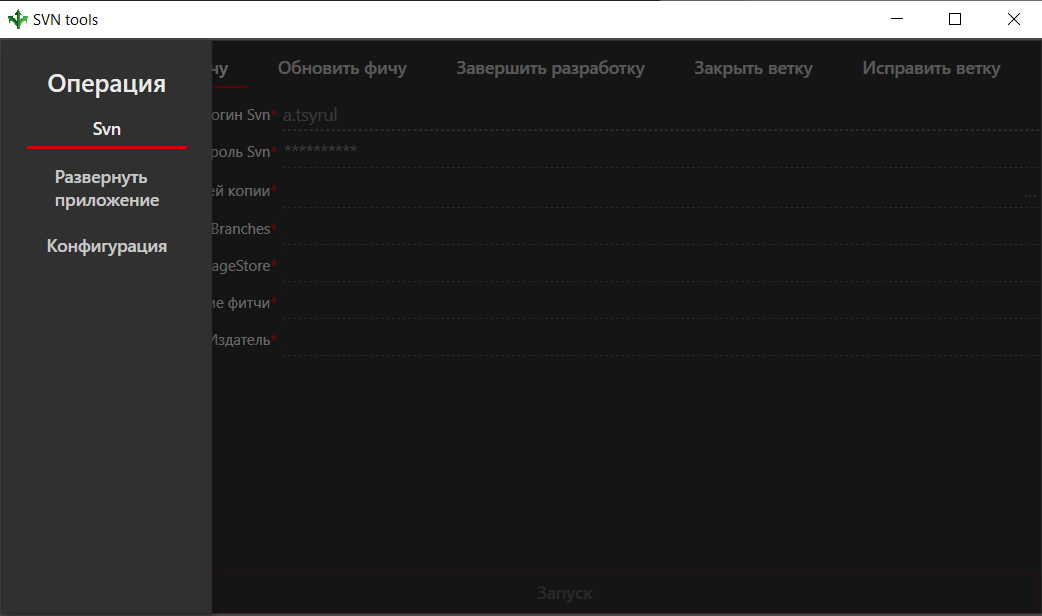 SVN tools
Операция
Svn
Развернуть
приложение
Конфигурация
чу Обновить фичу Завершить разработку Закрыть ветку Исправить ветку
огин Svn* a.tsyrul
роль Svn* **********
ей копии* ...
Branches*
ageStore*
ие фитчи*
Издатель*
Запуск